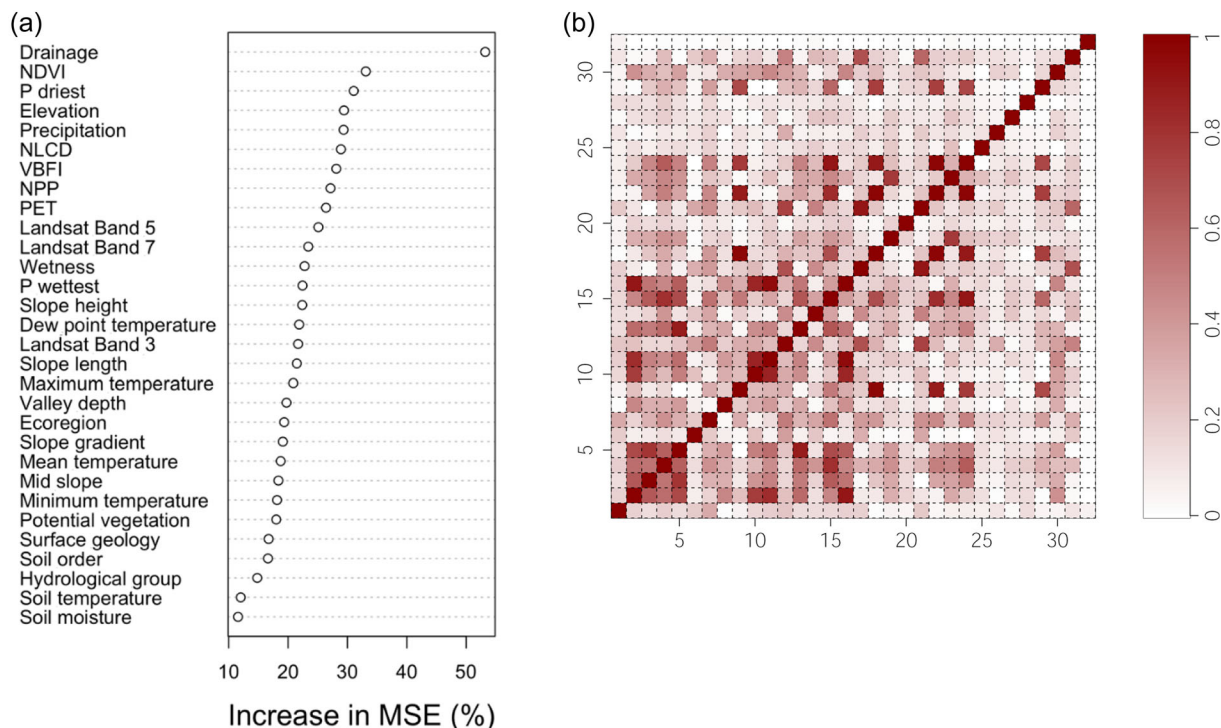 (a)
Drainage
NDVI
P driest
Elevation
Precipitation
NLCD
VBFI
NPP
PET
Landsat Band 5
Landsat Band 7
Wetness
P wettest
Slope height
Dew point temperature
Landsat Band 3
Slope length
Maximum temperature
Valley depth
Ecoregion
Slope gradient
Mean temperature
Mid slope
Minimum temperature
Potential vegetation
Surface geology
Soil order
Hydrological group
Soil temperature
Soil moisture
10 20 30 40 50
Increase in MSE (%)
(b)
30
25
20
15
10
5
5 10 15 20 25 30
1
0.8
0.6
0.4
0.2
0